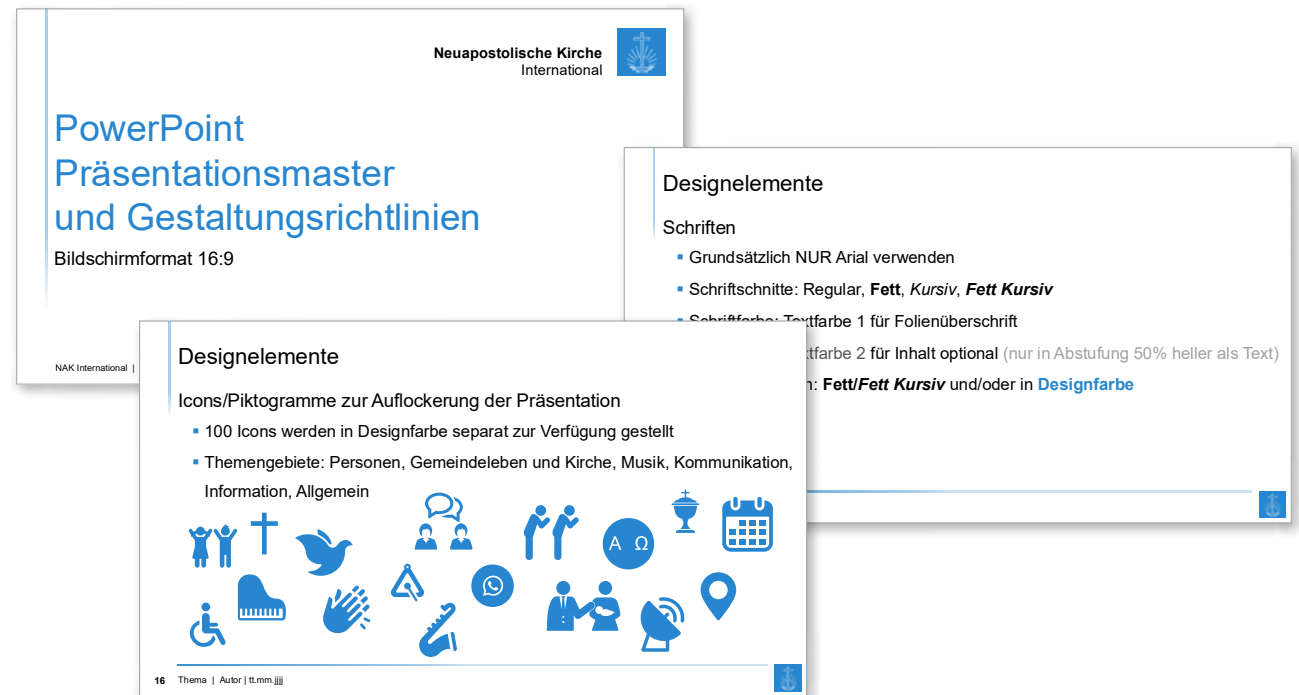 Neuapostolische Kirche
International
PowerPoint
Präsentationsmaster
und Gestaltungsrichtlinien
Bildschirmformat 16:9
NAK International |
Designelemente
Schriften
▪ Grundsätzlich NUR Arial verwenden
▪ Schriftschnitte: Regular, Fett, Kursiv, Fett Kursiv
▪ Schriftfarbe: Textfarbe 1 für Folienüberschrift
für Inhalt optional (nur in Abstufung 50% heller als Text)
Fett/Fett Kursiv und/oder in Designfarbe
Designelemente
Icons/Piktogramme zur Auflockerung der Präsentation
▪ 100 Icons werden in Designfarbe separat zur Verfügung gestellt
▪ Themengebiete: Personen, Gemeindeleben und Kirche, Musik, Kommunikation,
Information, Allgemein
Α Ω
16 Thema | Autor | tt.mm.jjjj